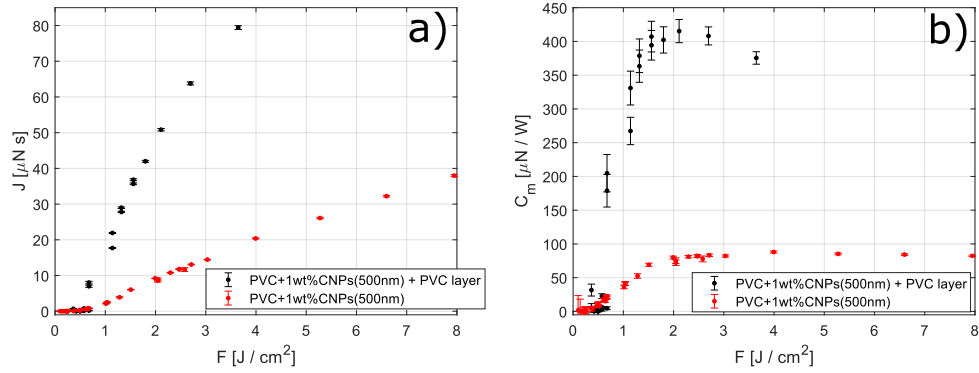 a)
80
70
60
50
40
30
20
10
0
J [μN s]
0 1 2 3 4 5 6 7 8
F [J / cm²]
PVC+1wt%CNPs(500nm) + PVC layer
PVC+1wt%CNPs(500nm)
b)
450
400
350
300
250
200
150
100
50
0
Cₘ [μN / W]
0 1 2 3 4 5 6 7 8
F [J / cm²]
PVC+1wt%CNPs(500nm) + PVC layer
PVC+1wt%CNPs(500nm)